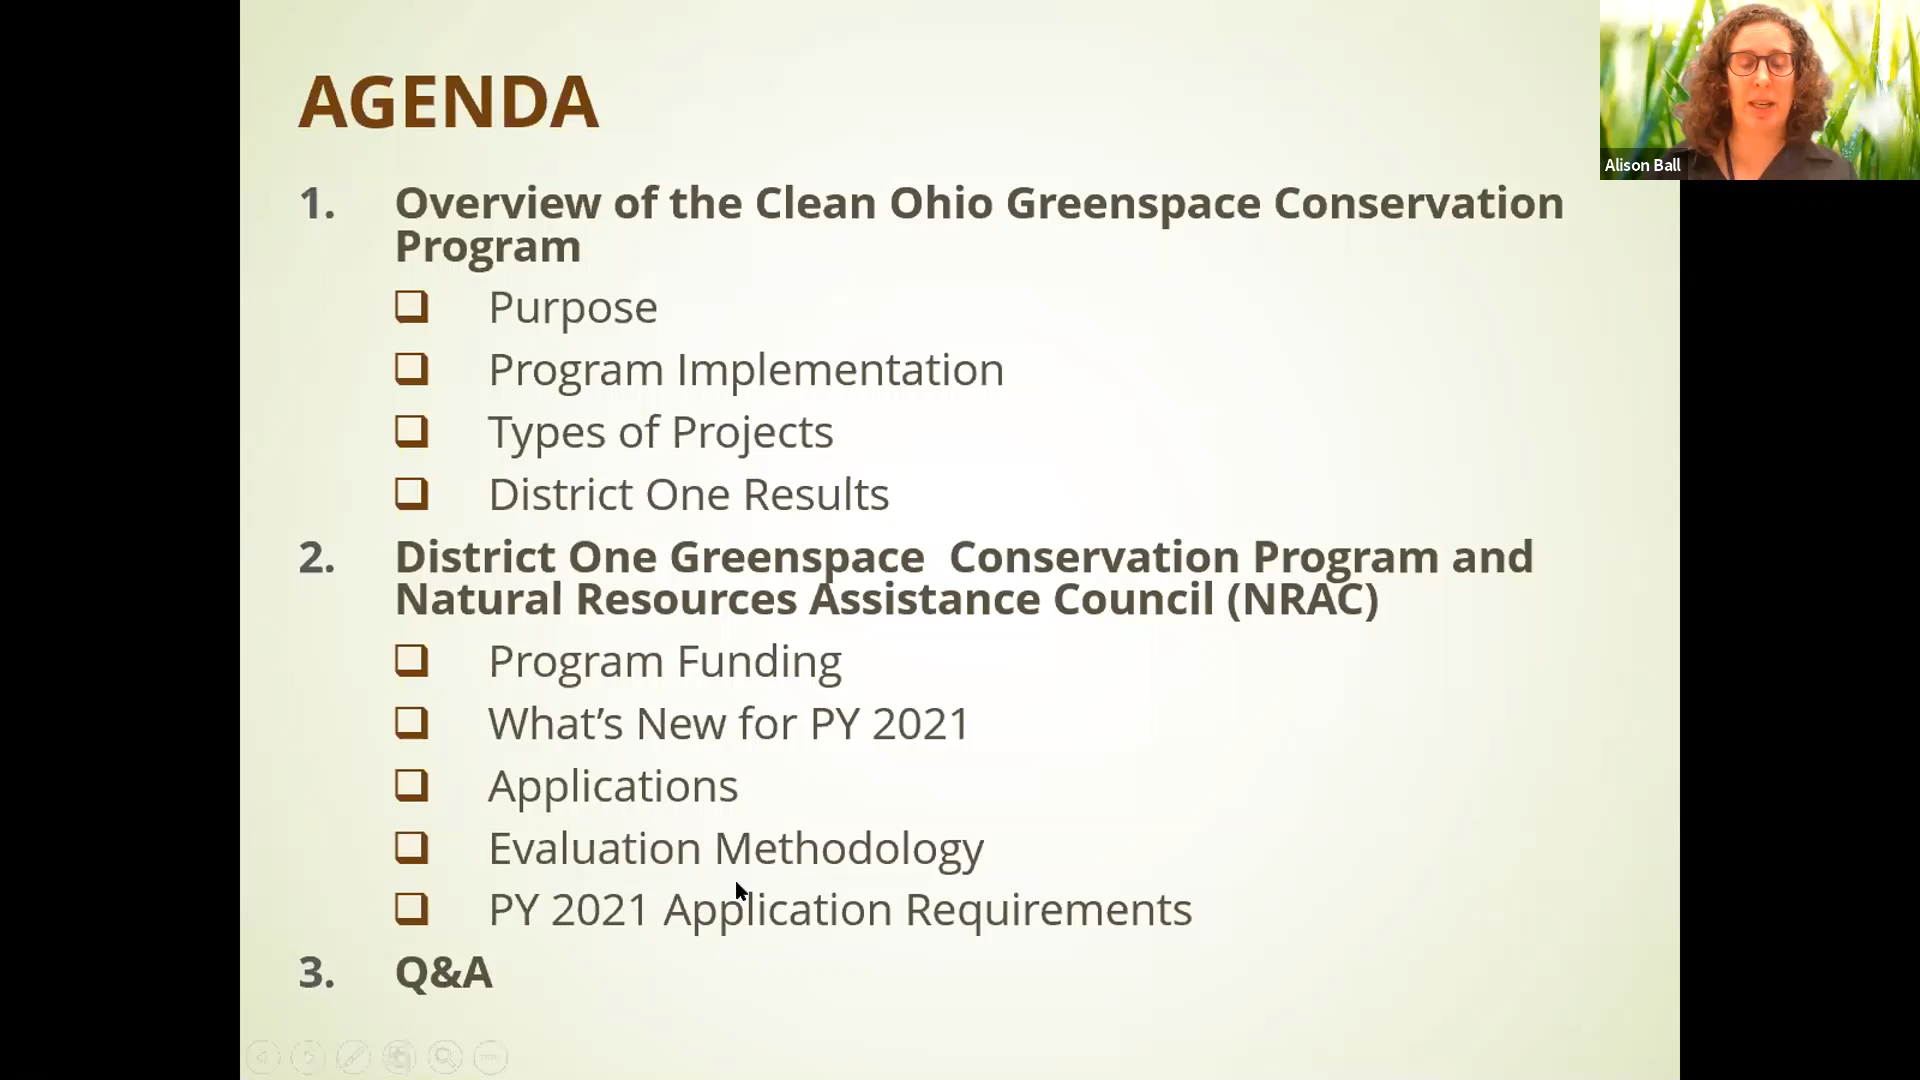 AGENDA
1. Overview of the Clean Ohio Greenspace Conservation
Program
Purpose
Program Implementation
Types of Projects
District One Results
2. District One Greenspace  Conservation Program and
Natural Resources Assistance Council (NRAC)
Program Funding
What’s New for PY 2021
Applications
Evaluation Methodology
PY 2021 Application Requirements
3. Q&A
Alison Ball